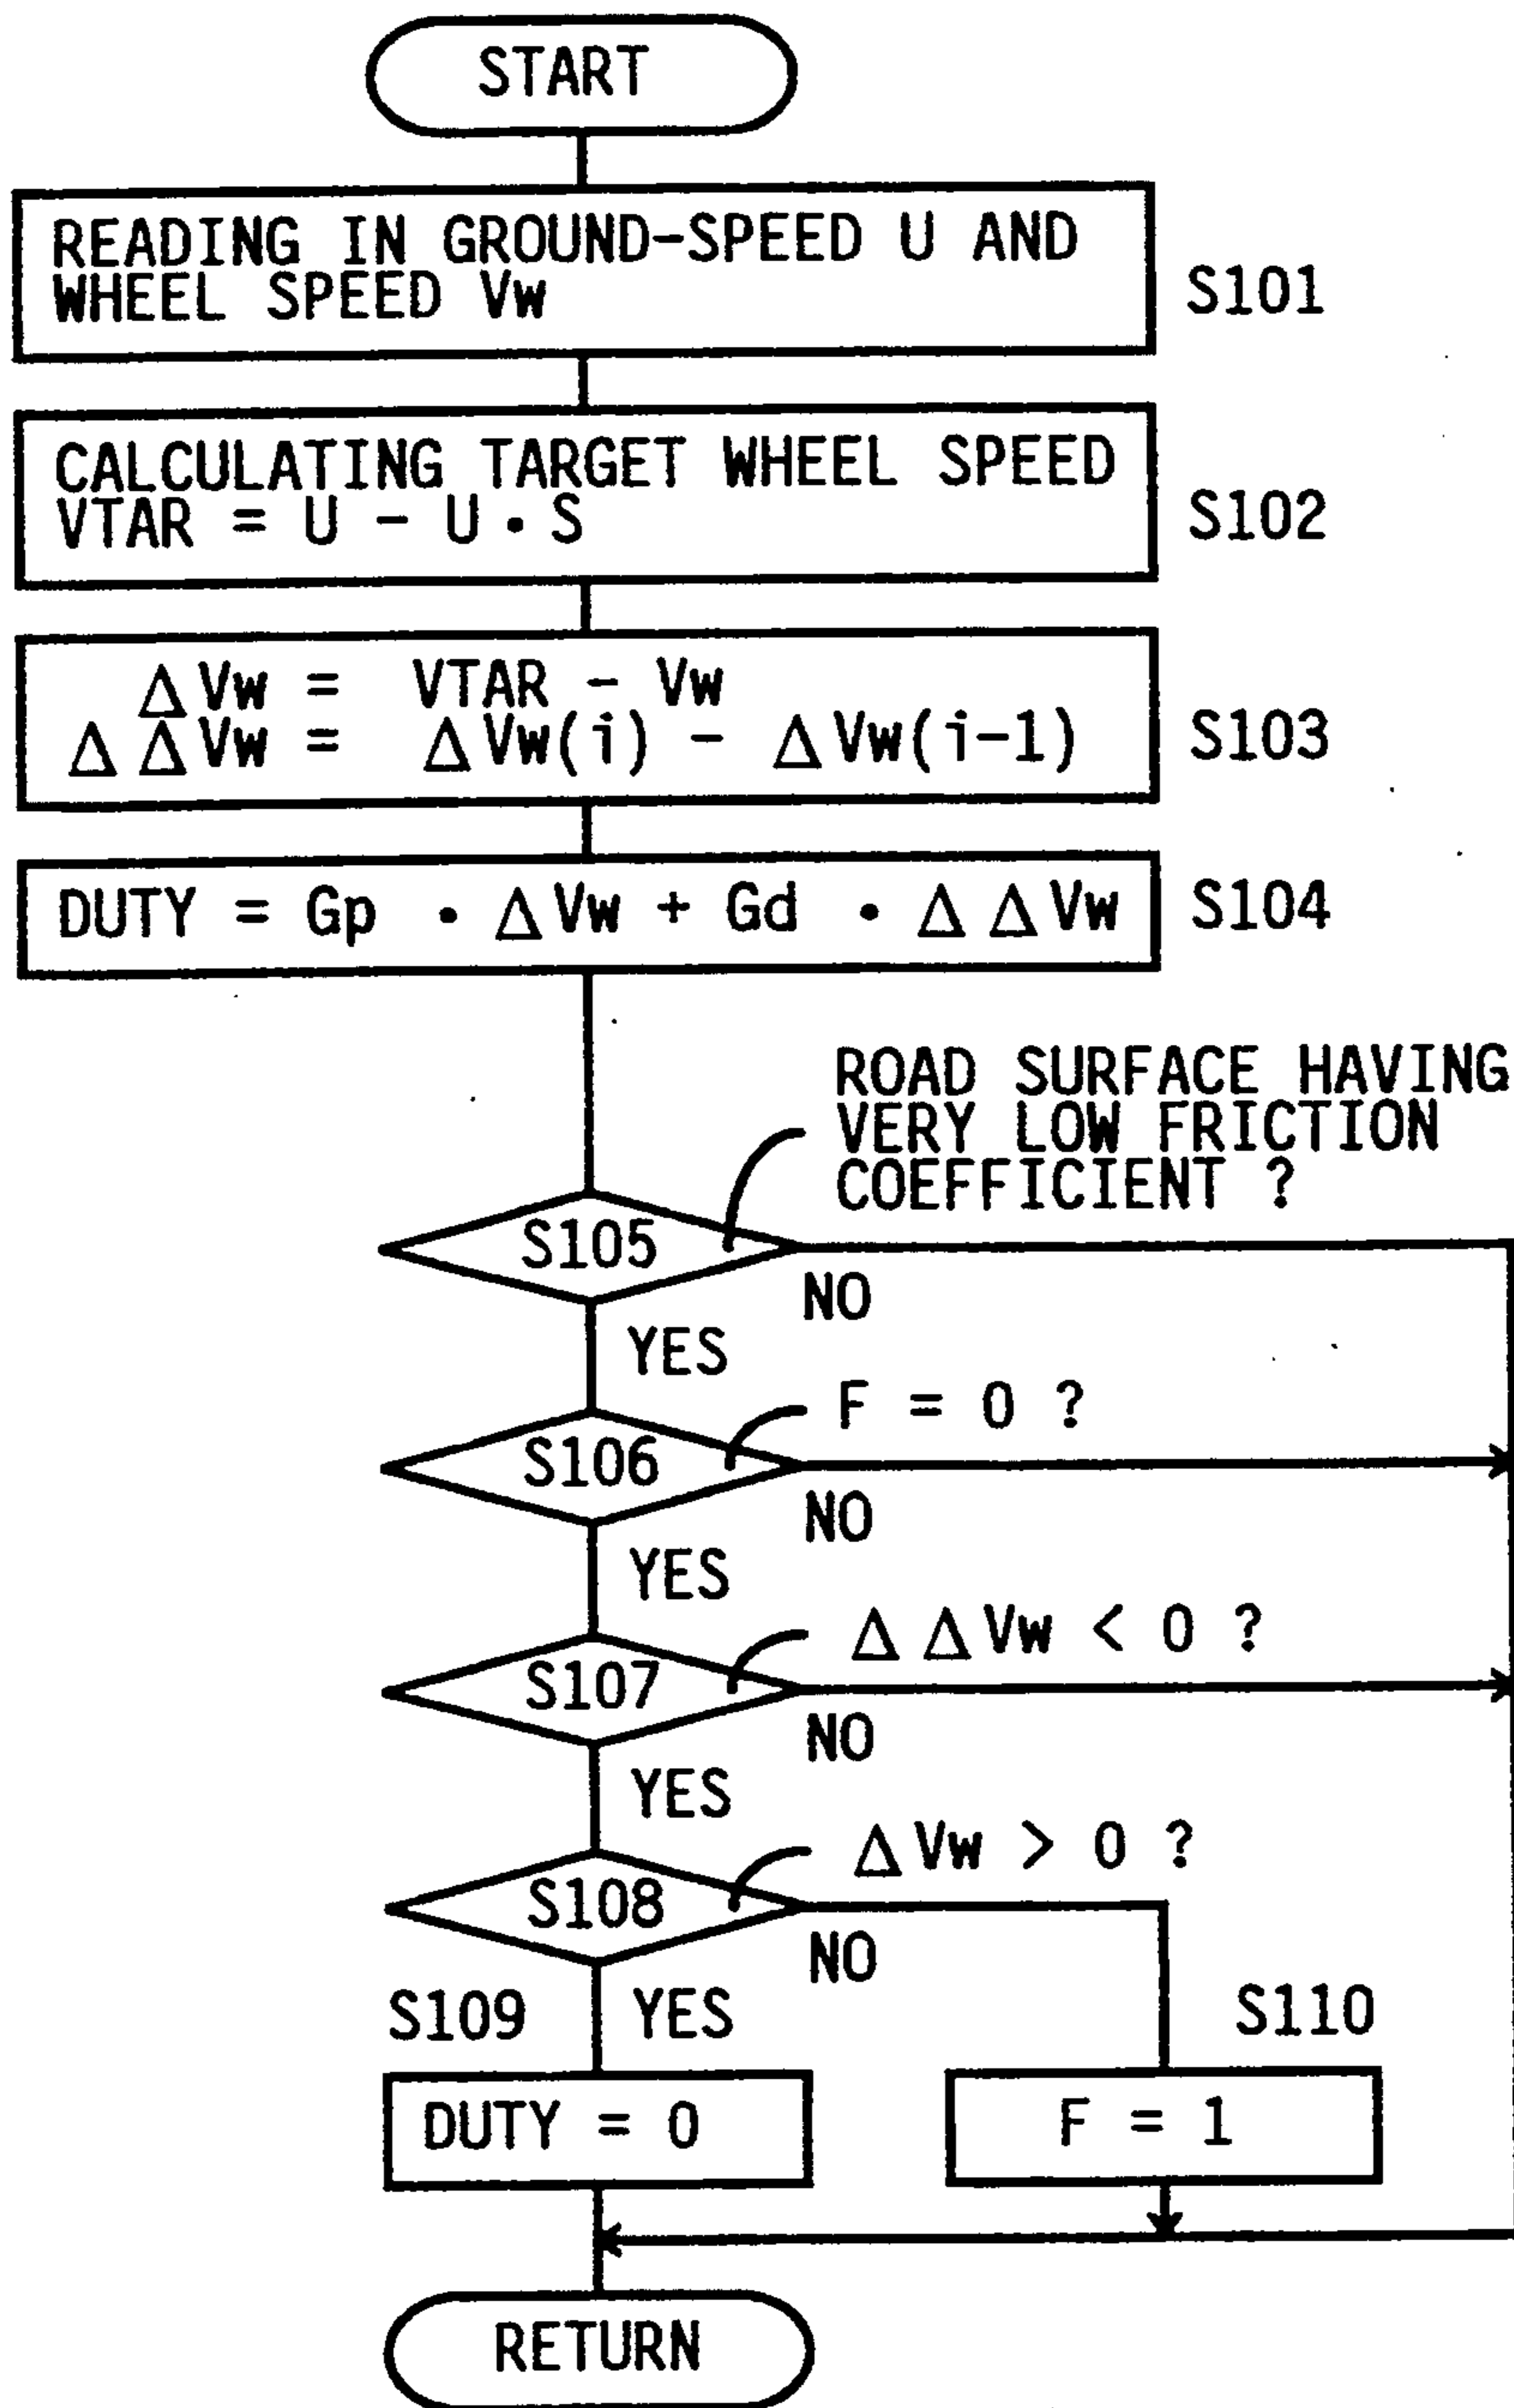 START
READING IN GROUND-SPEED U AND
WHEEL SPEED Vw
S101
CALCULATING TARGET WHEEL SPEED
VTAR = U - U・S
S102
ΔVw = VTAR - Vw
ΔΔVw = ΔVw(i) - ΔVw(i-1)
S103
DUTY = Gp ・ ΔVw + Gd ・ ΔΔVw
S104
ROAD SURFACE HAVING
VERY LOW FRICTION
COEFFICIENT ?
S105
NO
YES
F = 0 ?
S106
NO
YES
ΔΔVw < 0 ?
S107
NO
YES
ΔVw > 0 ?
S108
NO
S109
YES
S110
DUTY = 0
F = 1
RETURN